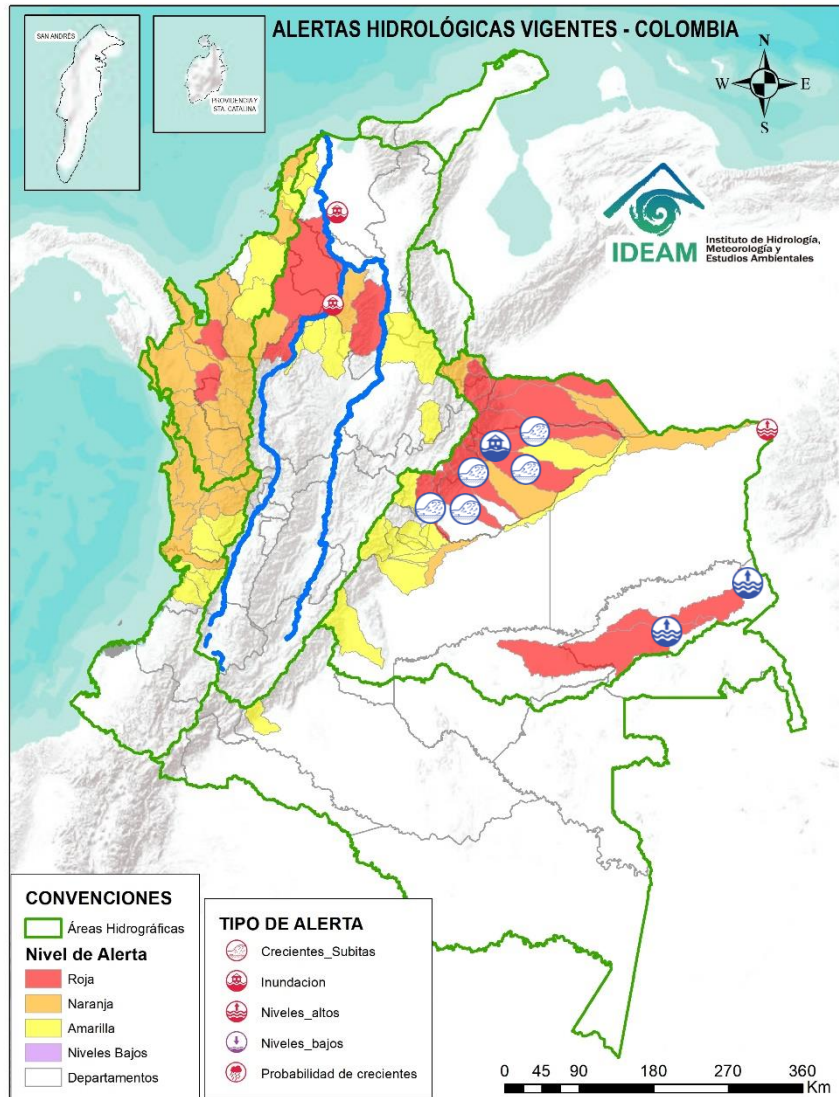 ALERTAS HIDROLÓGICAS VIGENTES - COLOMBIA
SAN ANDRÉS
PROVIDENCIA Y
STA. CATALINA
N
W
E
S
IDEAM
Instituto de Hidrología,
Meteorología y
Estudios Ambientales
CONVENCIONES
Áreas Hidrográficas
Nivel de Alerta
Roja
Naranja
Amarilla
Niveles Bajos
Departamentos
TIPO DE ALERTA
Crecientes_Subitas
Inundacion
Niveles_altos
Niveles_bajos
Probabilidad de crecientes
0 45 90 180 270 360
Km